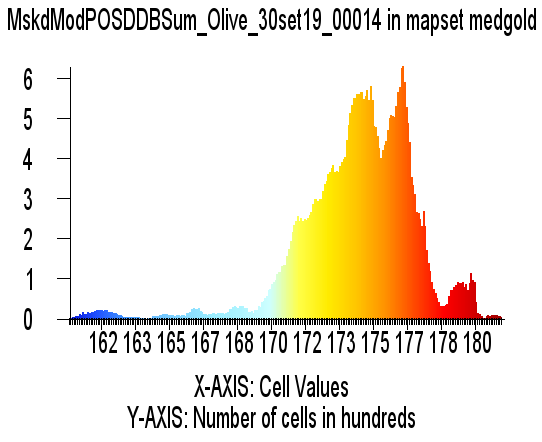 MskdModPOSDDBSum_Olive_30set19_00014 in mapset medgold
6
5
4
3
2
1
0
162 163 165 167 168 170 172 173 175 177 178 180
X-AXIS: Cell Values
Y-AXIS: Number of cells in hundreds